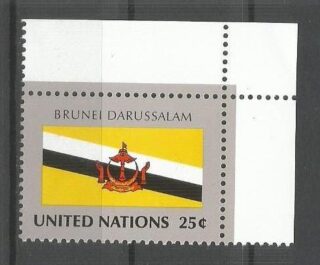 BRUNEI DARUSSALAM
UNITED NATIONS 25¢